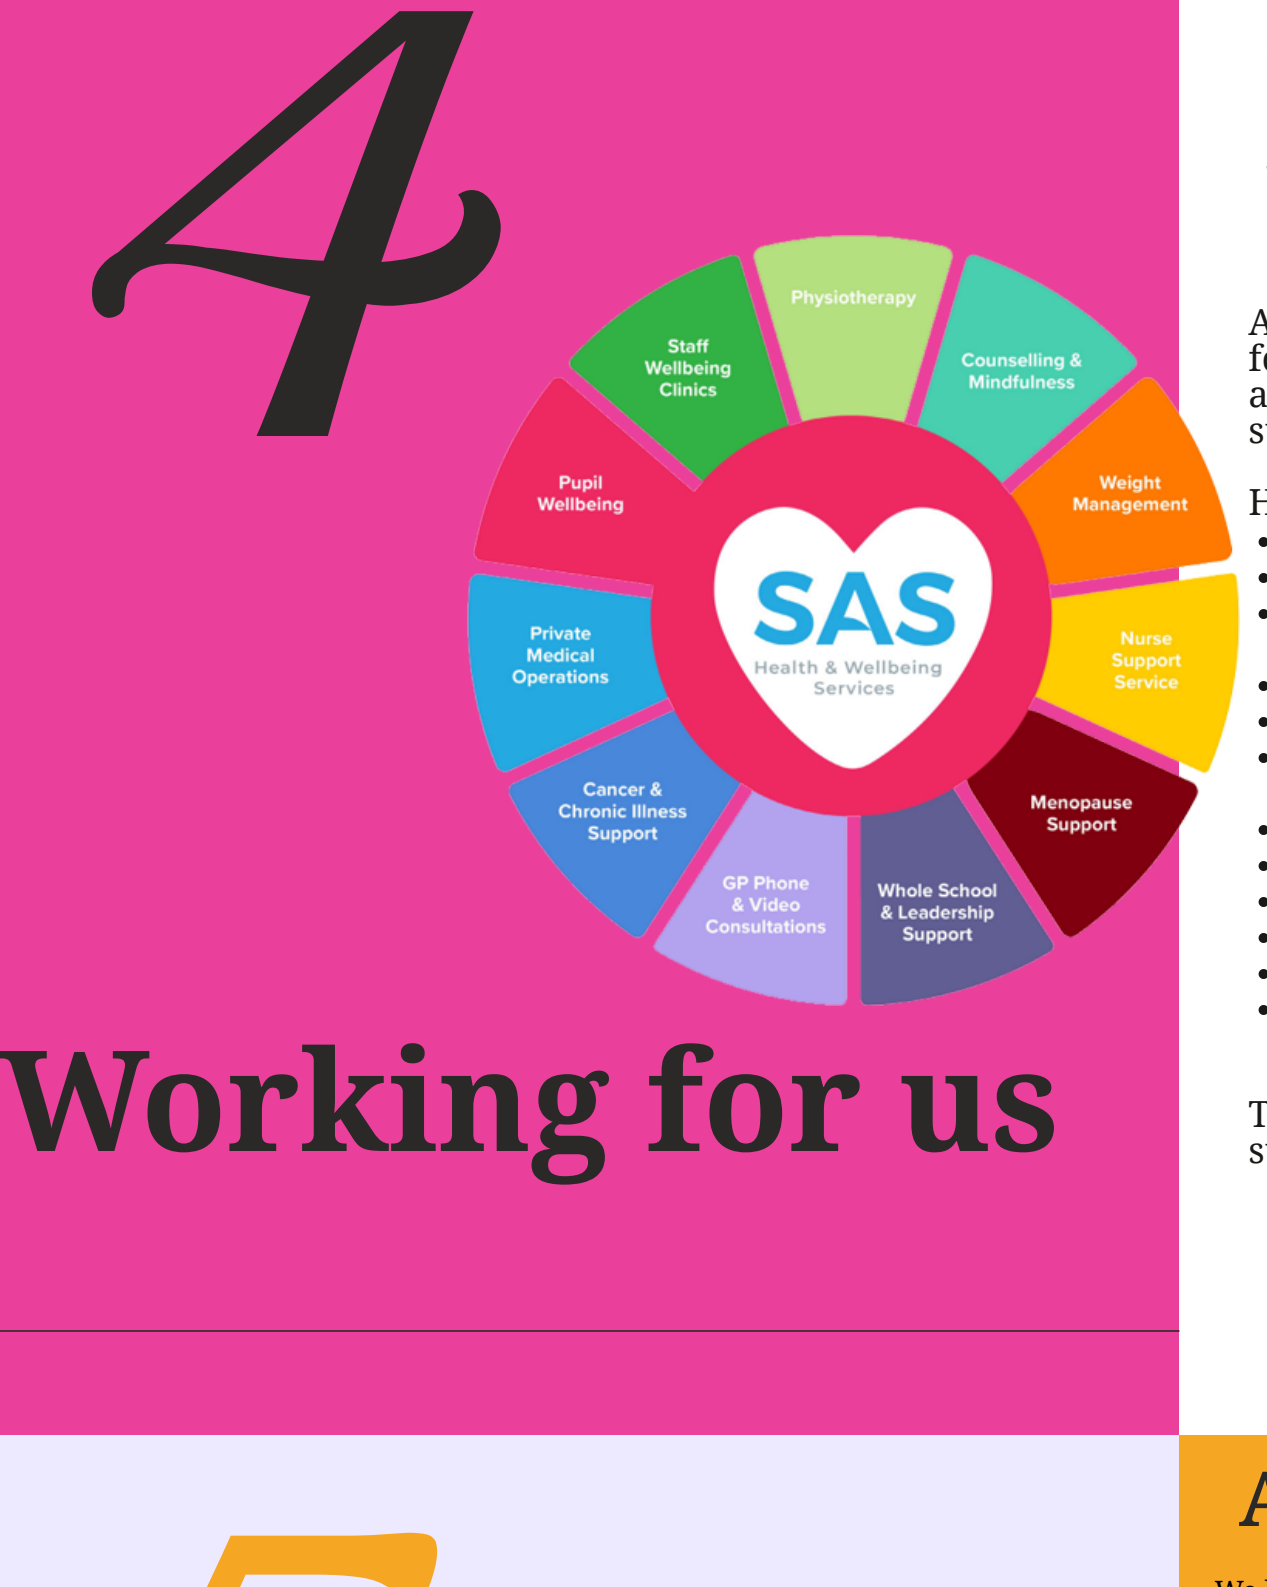 4
Physiotherapy
Counselling &
Mindfulness
Weight
Management
Nurse
Support
Service
Menopause
Support
Whole School
& Leadership
Support
GP Phone
& Video
Consultations
Cancer &
Chronic Illness
Support
Private
Medical
Operations
Pupil
Wellbeing
Staff
Wellbeing
Clinics
SAS
Health & Wellbeing
Services
Working for us